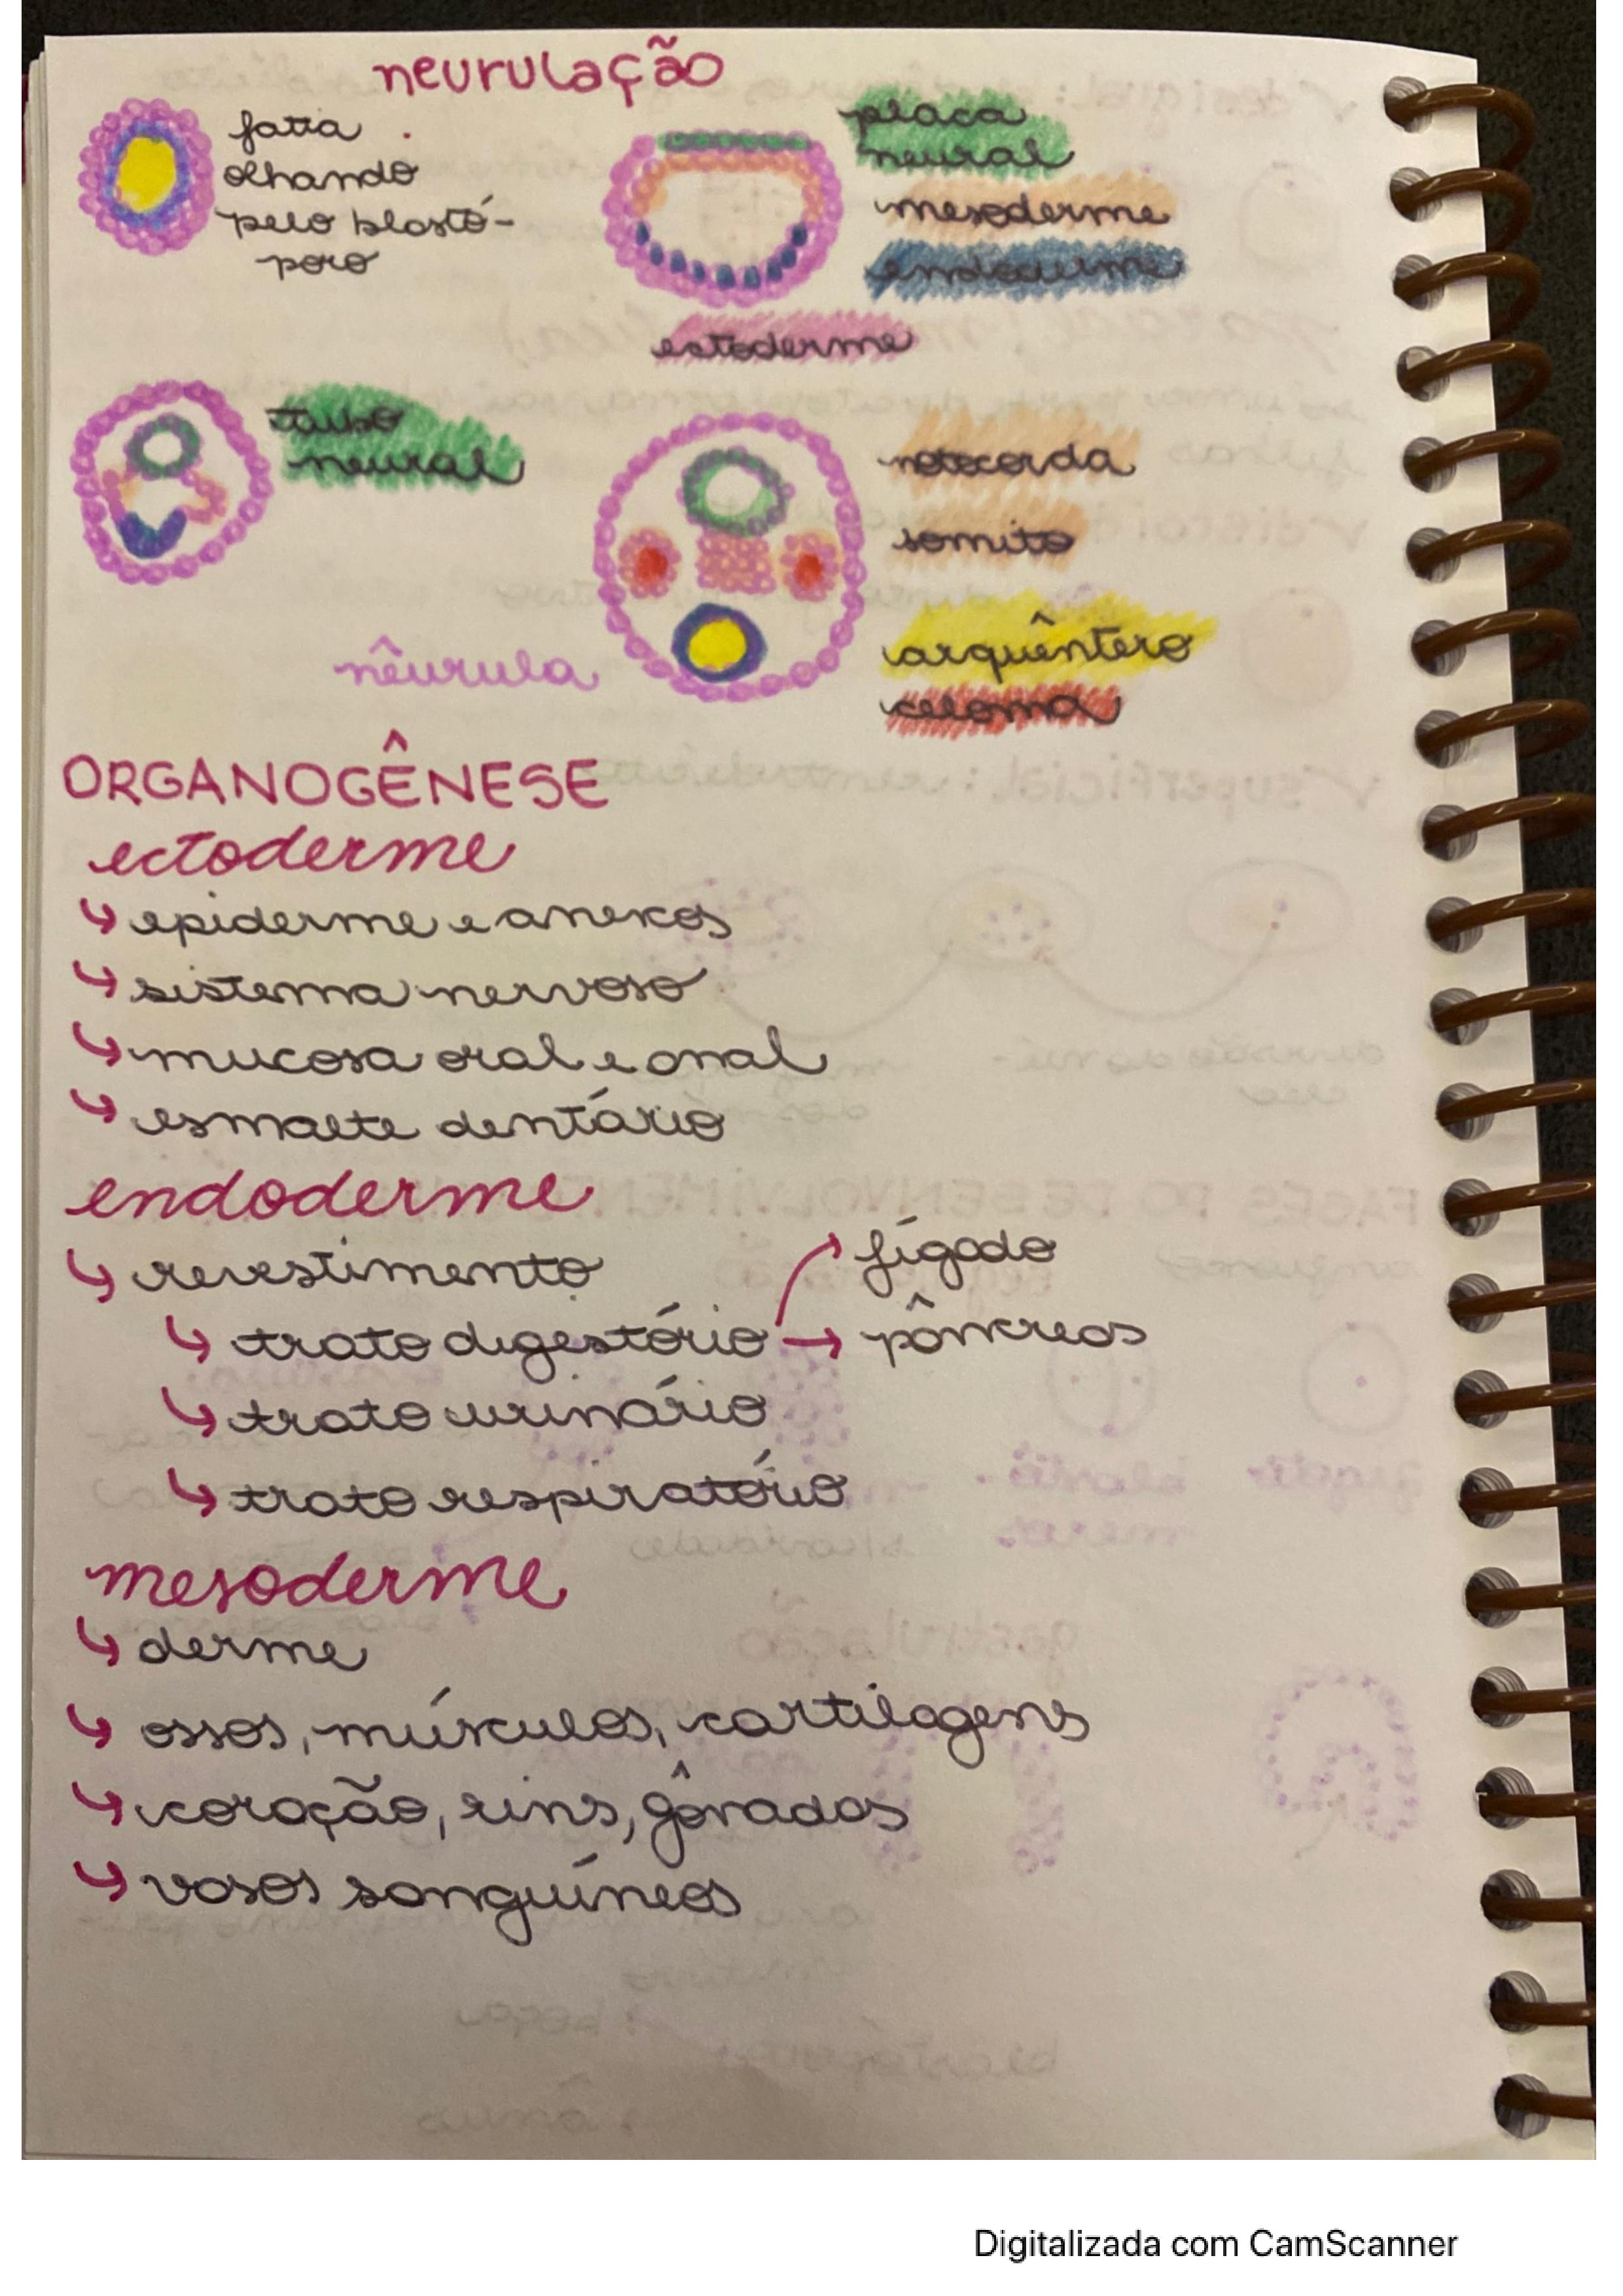 neurulação
fatia
olhando
pelo blastó-
poro
placa
neural
mesoderme
endoderme
ectoderme
tubo
neural
notocorda
somito
arquêntero
celoma
nêurula
ORGANOGÊNESE
ectoderme
↳ epiderme e anexos
↳ sistema nervoso
↳ mucosa oral e anal
↳ esmalte dentário
endoderme
↳ revestimento
↳ trato digestório → fígado
→ pâncreas
↳ trato urinário
↳ trato respiratório
mesoderme
↳ derme
↳ ossos, músculos, cartilagens
↳ coração, rins, gônadas
↳ vasos sanguíneos
Digitalizada com CamScanner